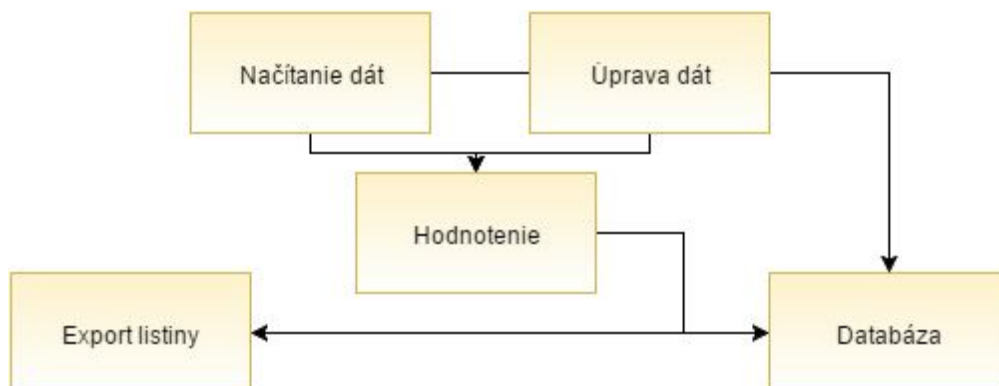 Načítanie dát
Úprava dát
Hodnotenie
Export listiny
Databáza